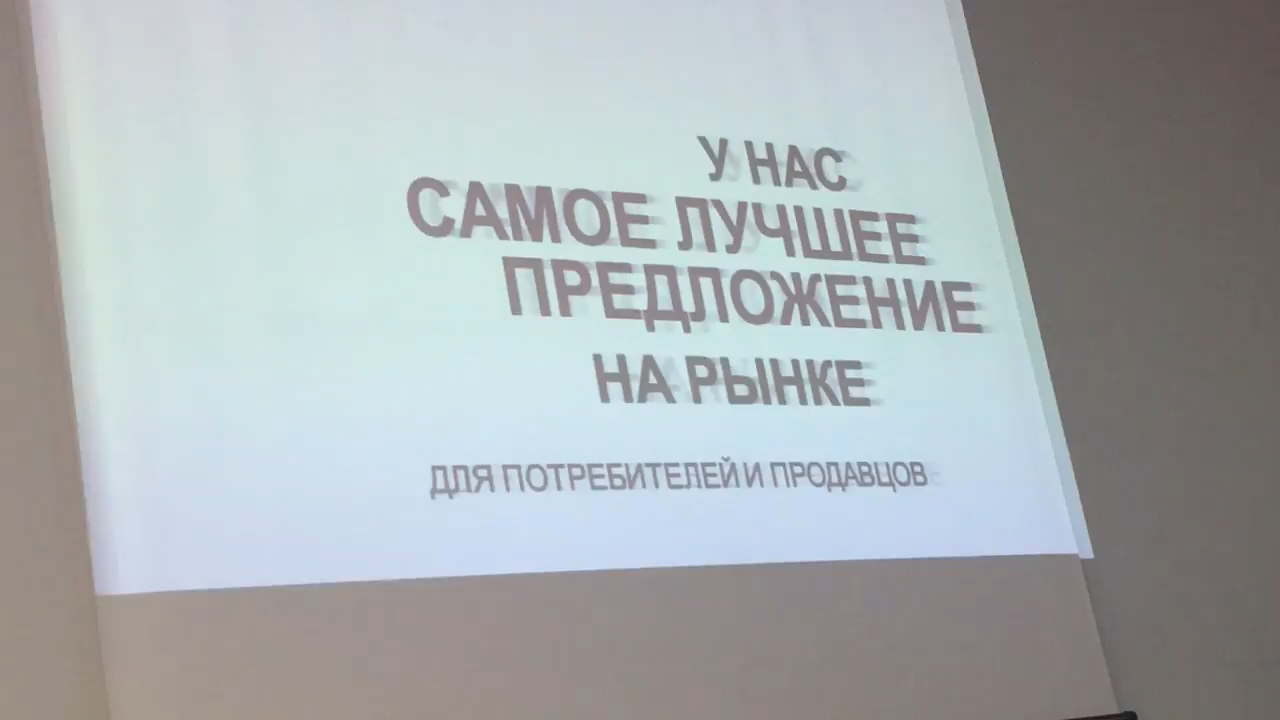 У НАС
САМОЕ ЛУЧШЕЕ
ПРЕДЛОЖЕНИЕ
НА РЫНКЕ
ДЛЯ ПОТРЕБИТЕЛЕЙ И ПРОДАВЦОВ